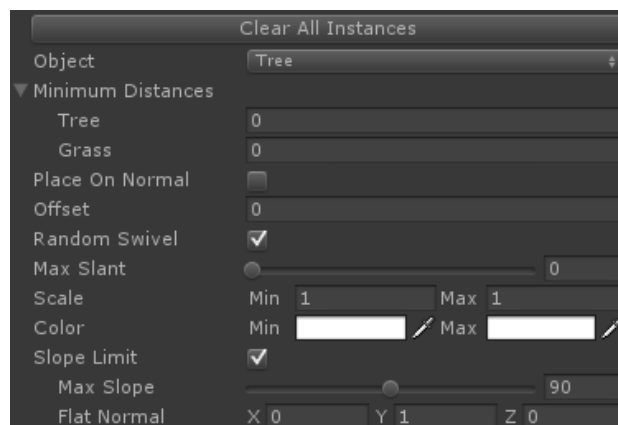 Clear All Instances
Object Tree
Minimum Distances
Tree 0
Grass 0
Place On Normal
Offset 0
Random Swivel
Max Slant 0
Scale Min 1 Max 1
Color Min Max
Slope Limit
Max Slope 90
Flat Normal X 0 Y 1 Z 0